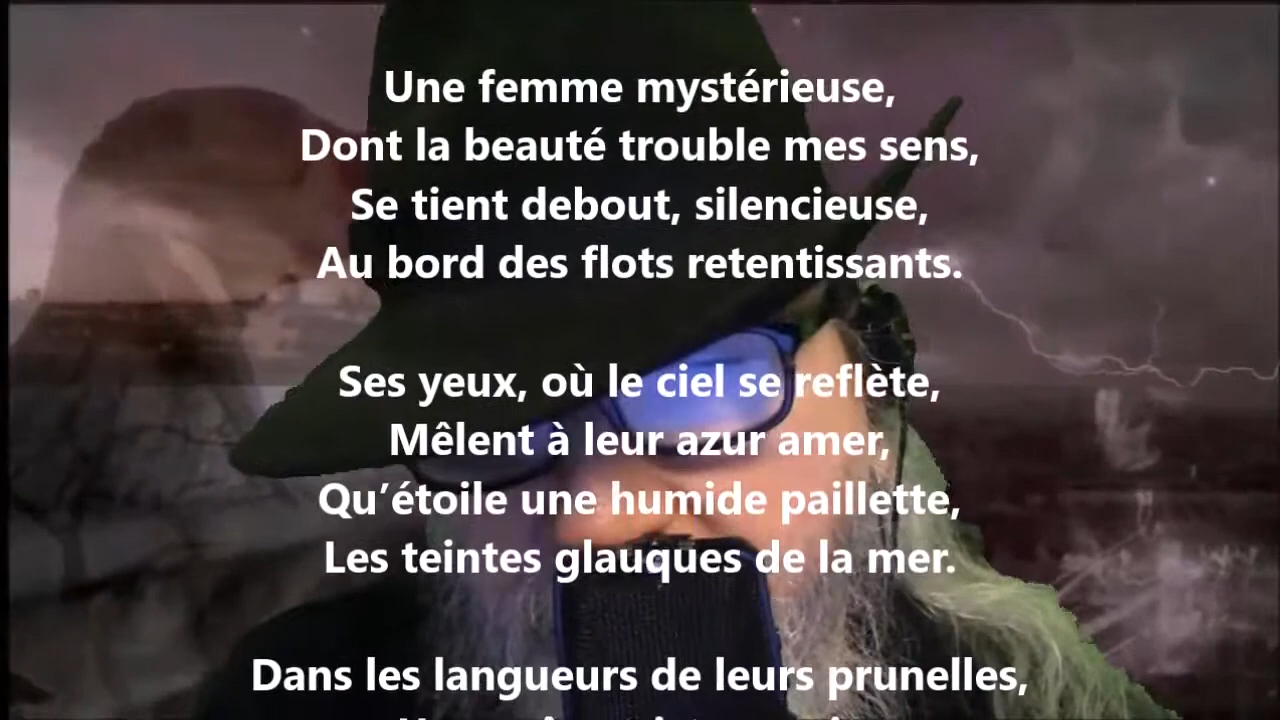 Une femme mystérieuse,
Dont la beauté trouble mes sens,
Se tient debout, silencieuse,
Au bord des flots retentissants.
Ses yeux, où le ciel se reflète,
Mêlent à leur azur amer,
Qu’étoile une humide paillette,
Les teintes glauques de la mer.
Dans les langueurs de leurs prunelles,